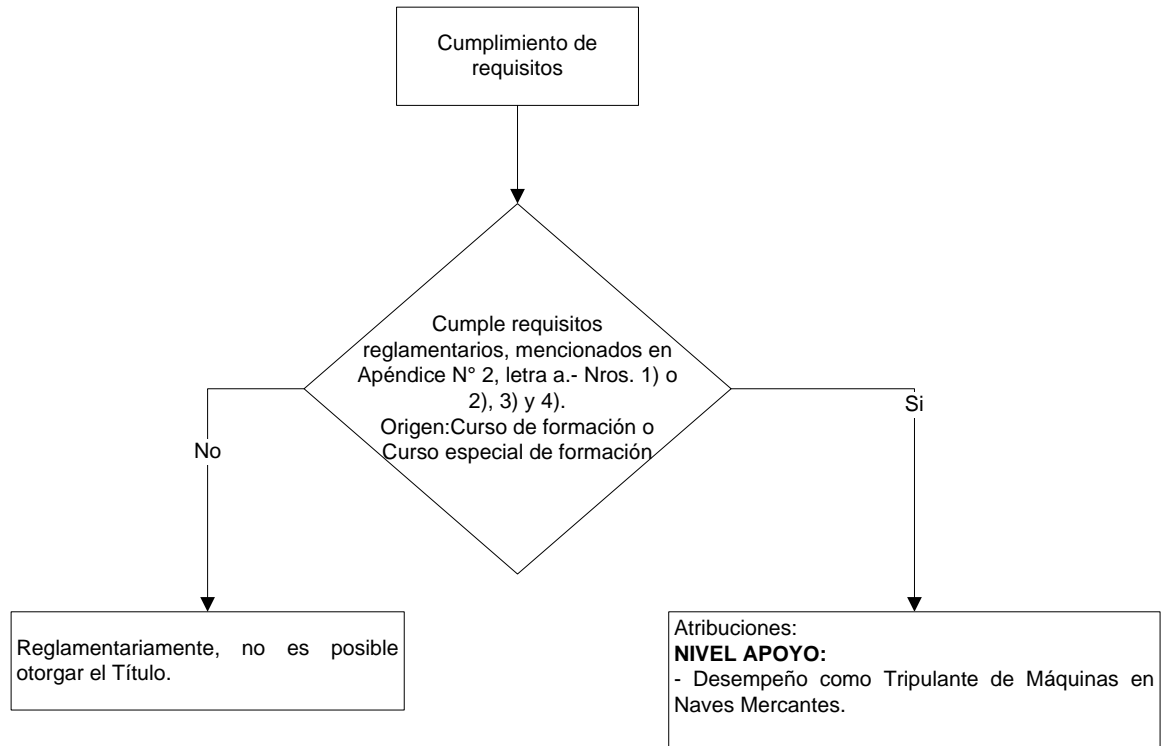 Cumplimiento de
requisitos
Cumple requisitos
reglamentarios, mencionados en
Apéndice N° 2, letra a.- Nros. 1) o
2), 3) y 4).
Origen:Curso de formación o
Curso especial de formación
No
Si
Reglamentariamente, no es posible
otorgar el Título.
Atribuciones:
NIVEL APOYO:
- Desempeño como Tripulante de Máquinas en
Naves Mercantes.